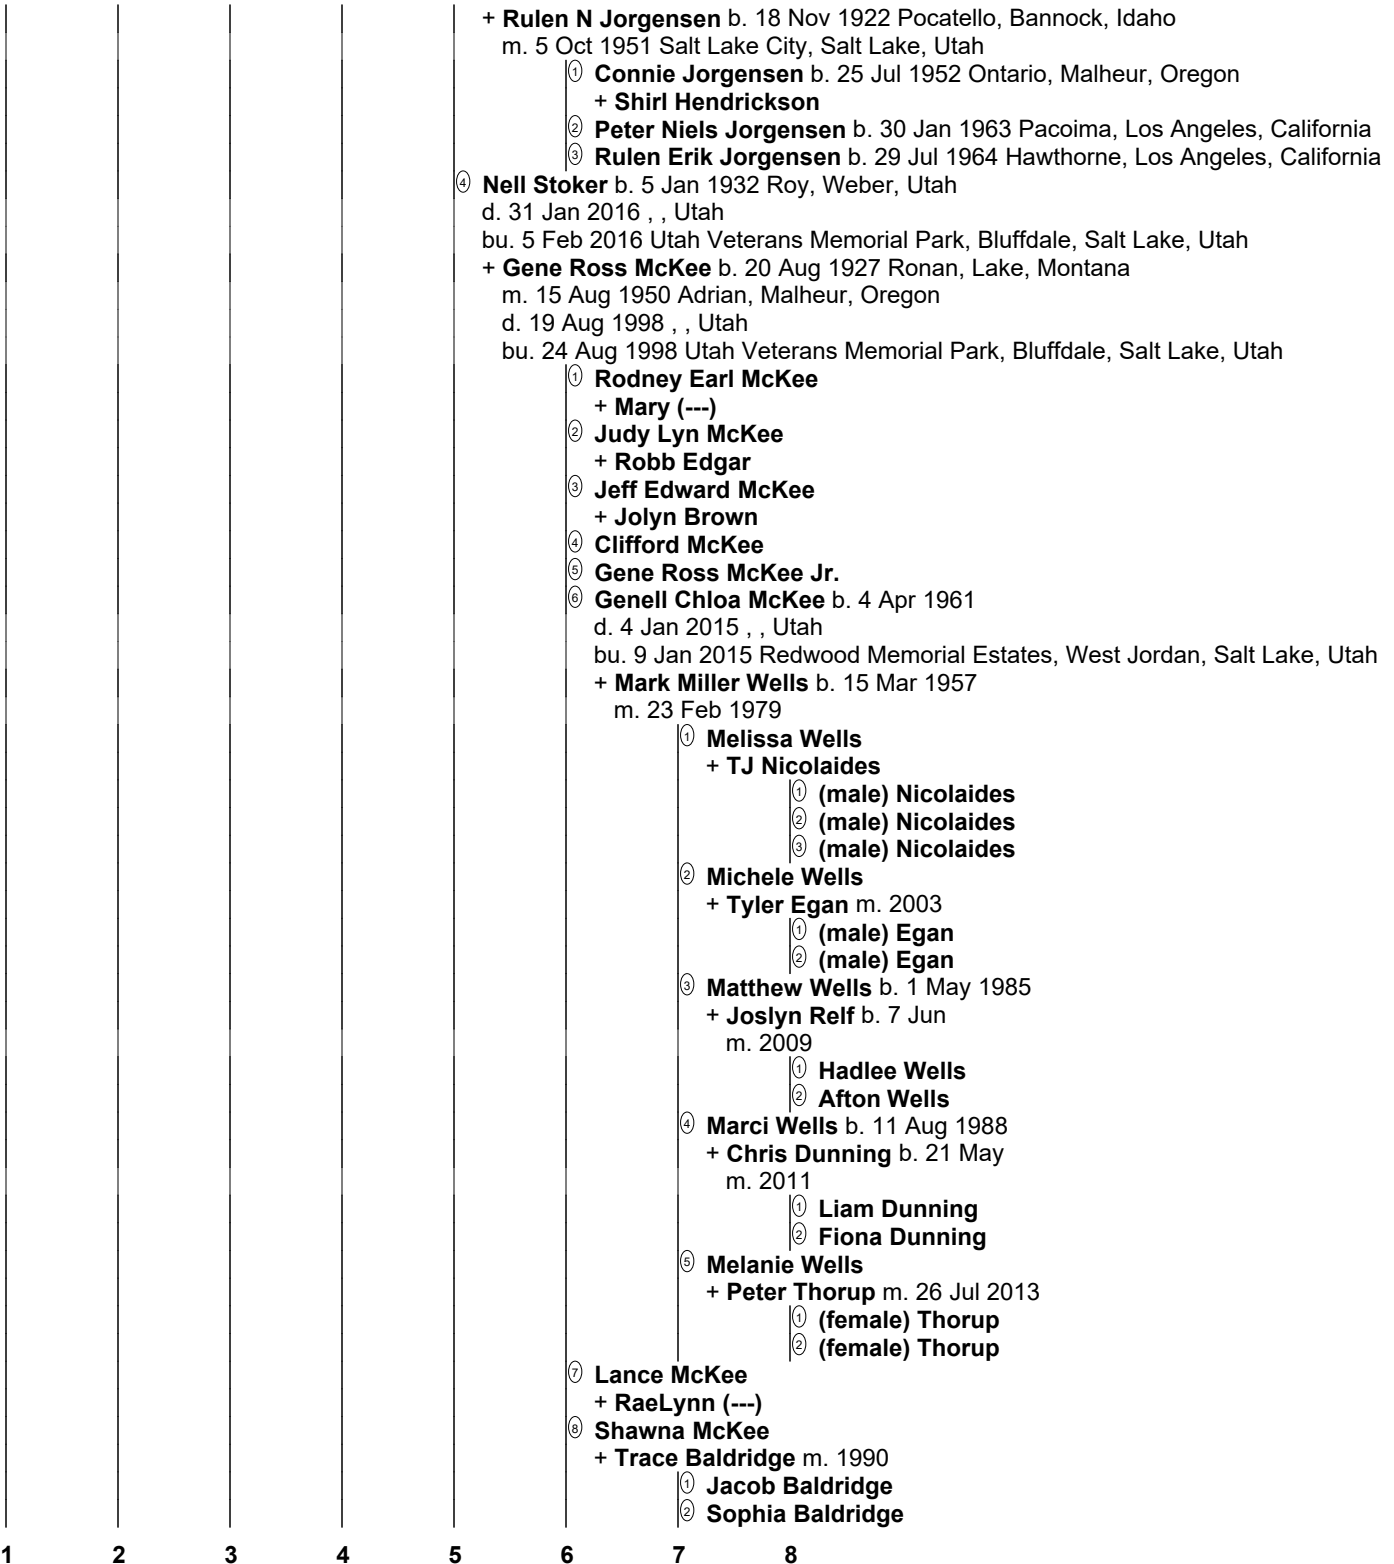 + Rulen N Jorgensen b. 18 Nov 1922 Pocatello, Bannock, Idaho
m. 5 Oct 1951 Salt Lake City, Salt Lake, Utah
① Connie Jorgensen b. 25 Jul 1952 Ontario, Malheur, Oregon
+ Shirl Hendrickson
② Peter Niels Jorgensen b. 30 Jan 1963 Pacoima, Los Angeles, California
③ Rulen Erik Jorgensen b. 29 Jul 1964 Hawthorne, Los Angeles, California
④ Nell Stoker b. 5 Jan 1932 Roy, Weber, Utah
d. 31 Jan 2016 , , Utah
bu. 5 Feb 2016 Utah Veterans Memorial Park, Bluffdale, Salt Lake, Utah
+ Gene Ross McKee b. 20 Aug 1927 Ronan, Lake, Montana
m. 15 Aug 1950 Adrian, Malheur, Oregon
d. 19 Aug 1998 , , Utah
bu. 24 Aug 1998 Utah Veterans Memorial Park, Bluffdale, Salt Lake, Utah
① Rodney Earl McKee
+ Mary (---)
② Judy Lyn McKee
+ Robb Edgar
③ Jeff Edward McKee
+ Jolyn Brown
④ Clifford McKee
⑤ Gene Ross McKee Jr.
⑥ Genell Chloa McKee b. 4 Apr 1961
d. 4 Jan 2015 , , Utah
bu. 9 Jan 2015 Redwood Memorial Estates, West Jordan, Salt Lake, Utah
+ Mark Miller Wells b. 15 Mar 1957
m. 23 Feb 1979
① Melissa Wells
+ TJ Nicolaides
① (male) Nicolaides
② (male) Nicolaides
③ (male) Nicolaides
② Michele Wells
+ Tyler Egan m. 2003
① (male) Egan
② (male) Egan
③ Matthew Wells b. 1 May 1985
+ Joslyn Relf b. 7 Jun
m. 2009
① Hadlee Wells
② Afton Wells
④ Marci Wells b. 11 Aug 1988
+ Chris Dunning b. 21 May
m. 2011
① Liam Dunning
② Fiona Dunning
⑤ Melanie Wells
+ Peter Thorup m. 26 Jul 2013
① (female) Thorup
② (female) Thorup
⑦ Lance McKee
+ RaeLynn (---)
⑧ Shawna McKee
+ Trace Baldridge m. 1990
① Jacob Baldridge
② Sophia Baldridge
1 2 3 4 5 6 7 8